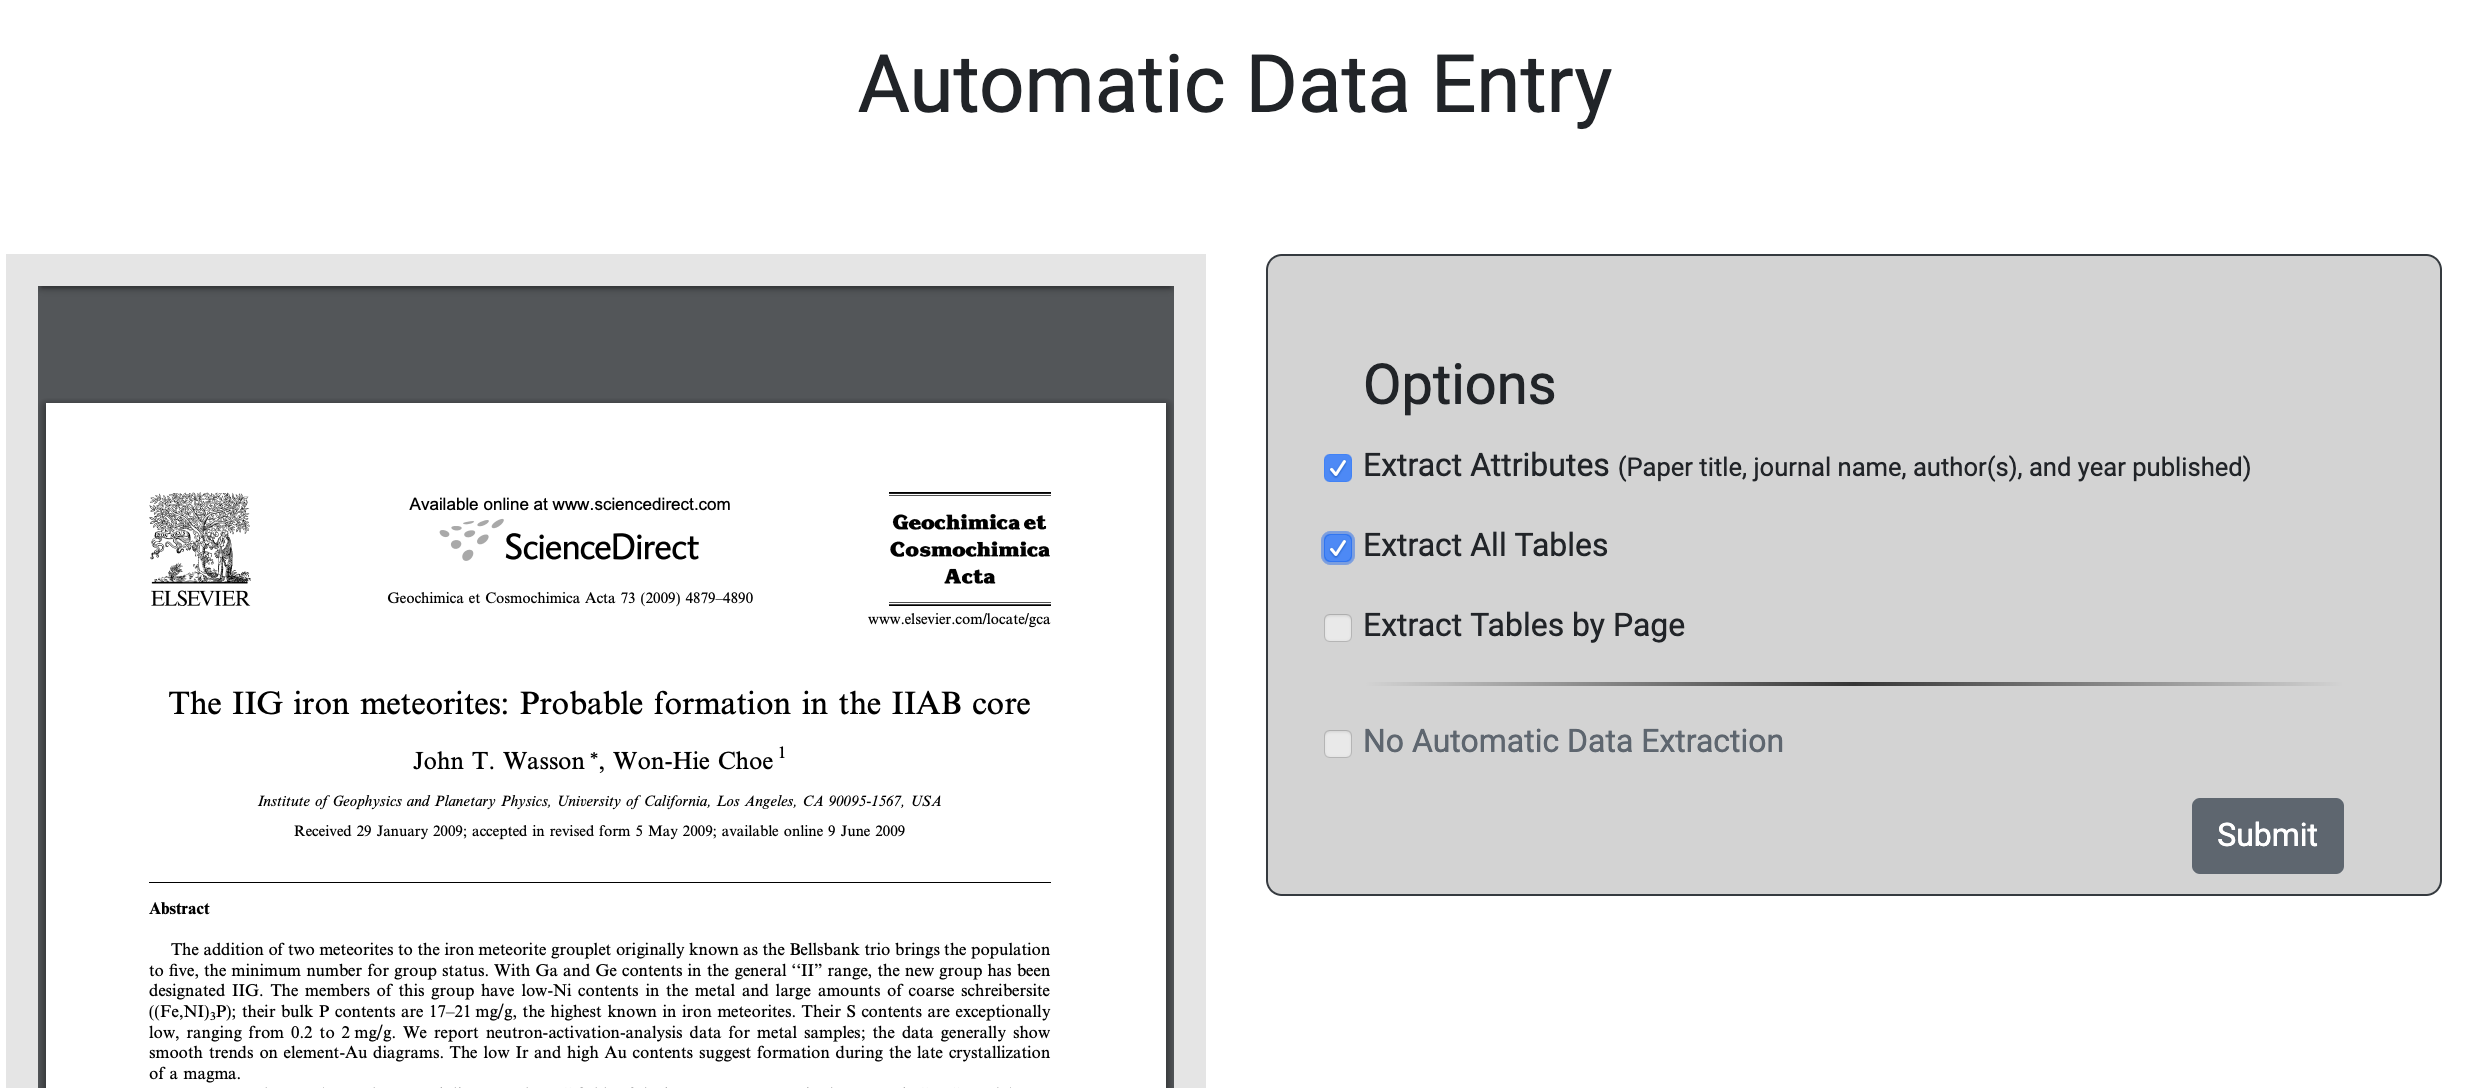 Automatic Data Entry
Available online at www.sciencedirect.com
ScienceDirect
Geochimica et Cosmochimica Acta 73 (2009) 4879–4890
ELSEVIER
Geochimica et
Cosmochimica
Acta
www.elsevier.com/locate/gca
The IIG iron meteorites: Probable formation in the IIAB core
John T. Wasson *, Won-Hie Choe 1
Institute of Geophysics and Planetary Physics, University of California, Los Angeles, CA 90095-1567, USA
Received 29 January 2009; accepted in revised form 5 May 2009; available online 9 June 2009
Abstract
The addition of two meteorites to the iron meteorite grouplet originally known as the Bellsbank trio brings the population
to five, the minimum number for group status. With Ga and Ge contents in the general “II” range, the new group has been
designated IIG. The members of this group have low-Ni contents in the metal and large amounts of coarse schreibersite
((Fe,NI)3P); their bulk P contents are 17–21 mg/g, the highest known in iron meteorites. Their S contents are exceptionally
low, ranging from 0.2 to 2 mg/g. We report neutron-activation-analysis data for metal samples; the data generally show
smooth trends on element-Au diagrams. The low Ir and high Au contents suggest formation during the late crystallization
of a magma.
Options
Extract Attributes (Paper title, journal name, author(s), and year published)
Extract All Tables
Extract Tables by Page
No Automatic Data Extraction
Submit